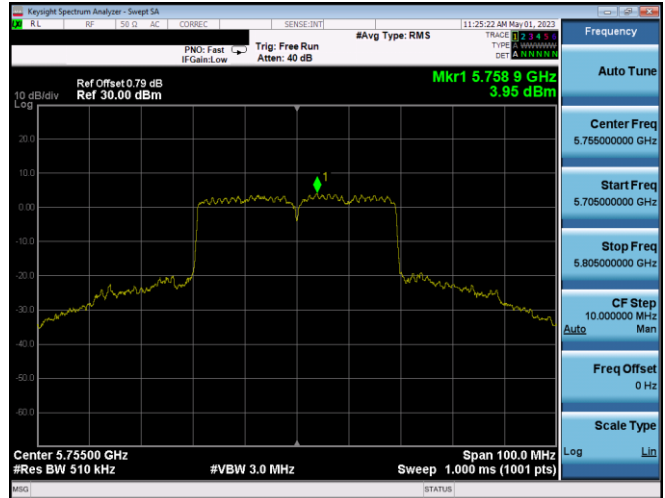 Keysight Spectrum Analyzer - Swept SA
LXI RL RF 50 Ω AC CORREC SENSE:INT 11:25:22 AM May 01, 2023
#Avg Type: RMS TRACE 1 2 3 4 5 6
PNO: Fast Trig: Free Run TYPE A WWWWW
IFGain:Low Atten: 40 dB DET A N N N N N
Mkr1 5.758 9 GHz
3.95 dBm
Ref Offset 0.79 dB
10 dB/div Ref 30.00 dBm
Log
20.0
10.0
1
0.00
-10.0
-20.0
-30.0
-40.0
-50.0
-60.0
Center 5.75500 GHz Span 100.0 MHz
#Res BW 510 kHz #VBW 3.0 MHz Sweep 1.000 ms (1001 pts)
MSG STATUS
Frequency
Auto Tune
Center Freq
5.755000000 GHz
Start Freq
5.705000000 GHz
Stop Freq
5.805000000 GHz
CF Step
10.000000 MHz
Auto Man
Freq Offset
0 Hz
Scale Type
Log Lin